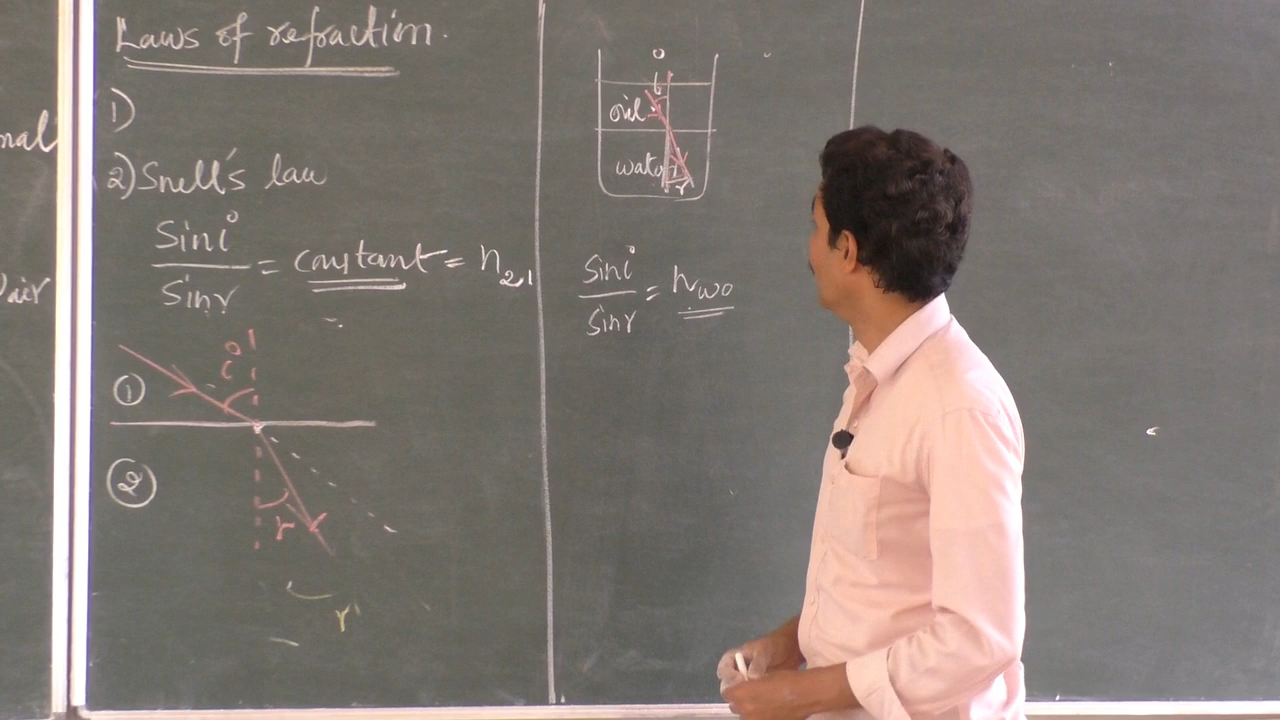 nal
air
Laws of refraction.
1)
2) Snell's law
Sin i / Sin r = constant = n21
i
1
2
r
r'
i
oil
water
r
Sin i / Sin r = nwo